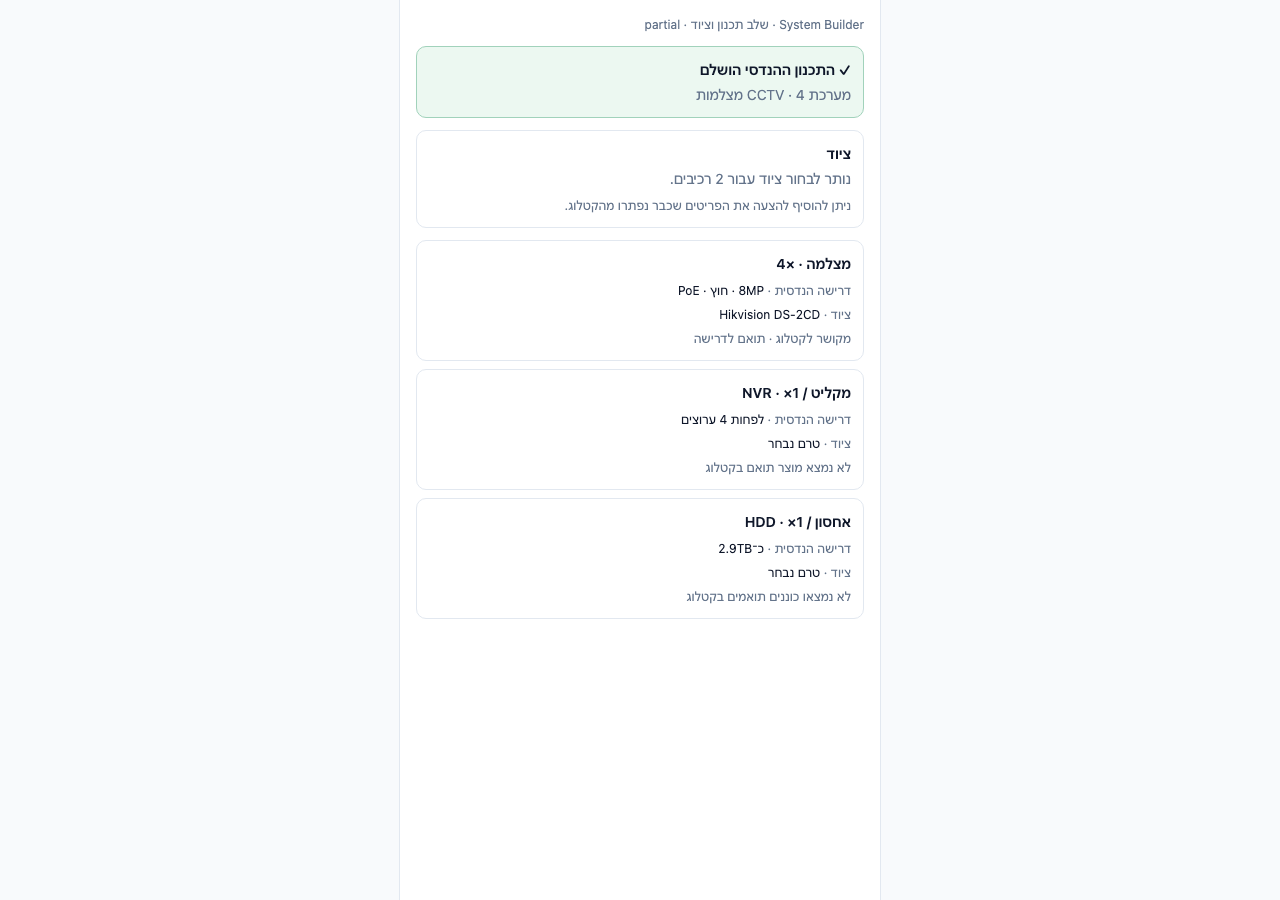 System Builder · שלב תכנון וציוד · partial
✓ התכנון ההנדסי הושלם
מערכת CCTV · 4 מצלמות
ציוד
נותר לבחור ציוד עבור 2 רכיבים.
ניתן להוסיף להצעה את הפריטים שכבר נפתרו מהקטלוג.
מצלמה · ×4
דרישה הנדסית · 8MP · חוץ · PoE
ציוד · Hikvision DS-2CD
מקושר לקטלוג · תואם לדרישה
מקליט / NVR · ×1
דרישה הנדסית · לפחות 4 ערוצים
ציוד · טרם נבחר
לא נמצא מוצר תואם בקטלוג
אחסון / HDD · ×1
דרישה הנדסית · כ־2.9TB
ציוד · טרם נבחר
לא נמצאו כוננים תואמים בקטלוג